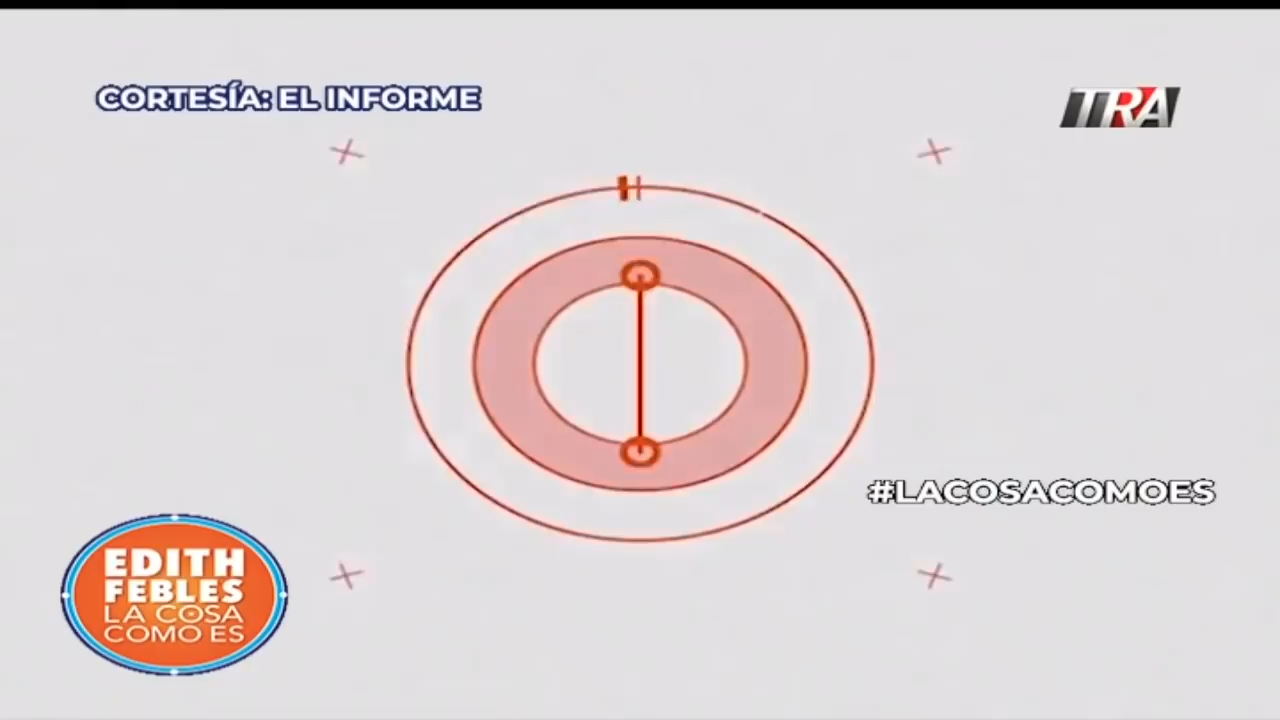 CORTESÍA: EL INFORME
TRA
#LACOSACOMOES
EDITH
FEBLES
LA COSA
COMO ES